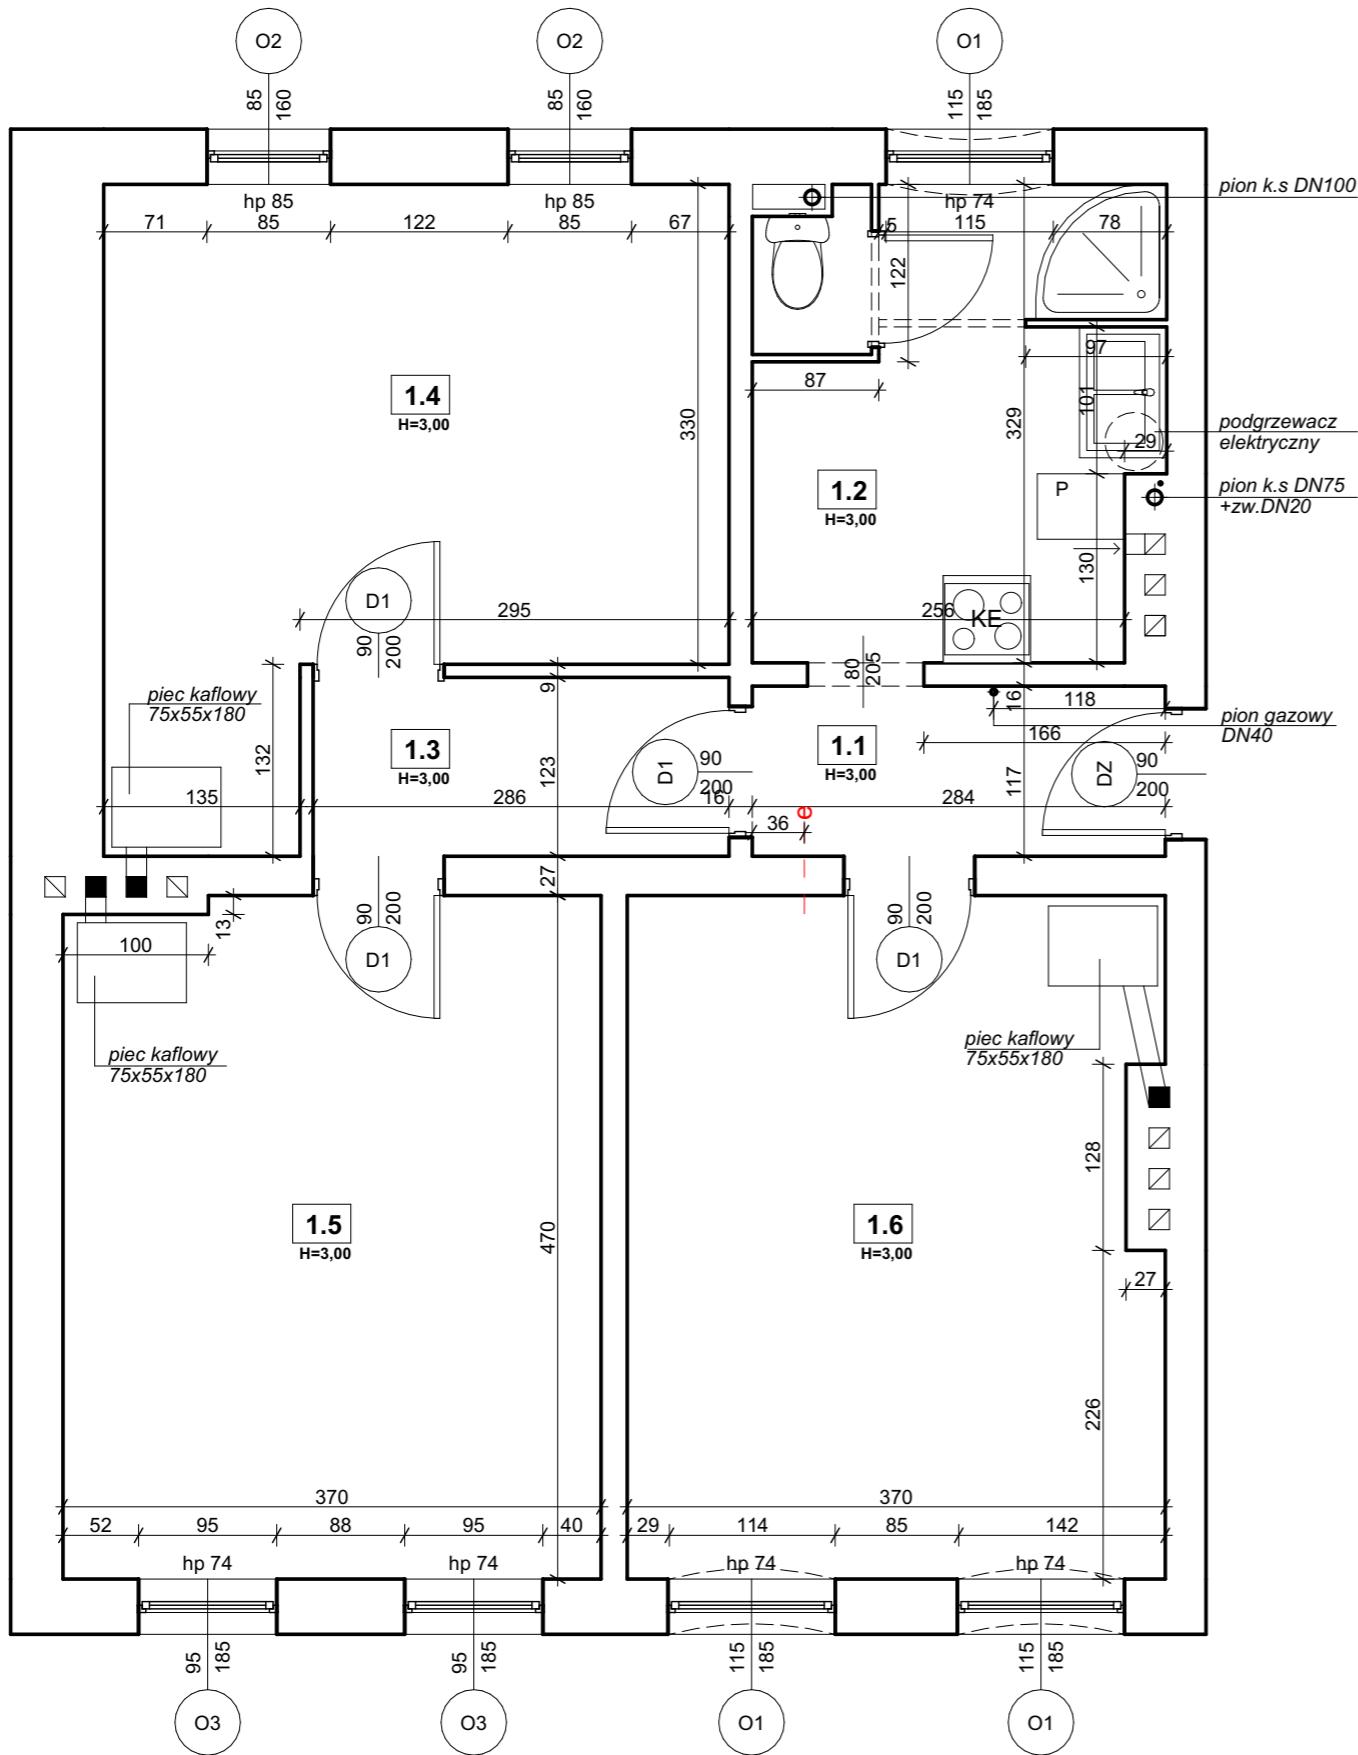 O2
O2
O1
85
160
85
160
115
185
pion k.s DN100
hp 85
hp 85
hp 74
71
85
122
85
67
5
115
78
122
87
97
101
329
330
1.4
H=3,00
podgrzewacz
elektryczny
29
1.2
H=3,00
P
pion k.s DN75
+zw.DN20
130
D1
90
200
295
256
KE
80
205
piec kaflowy
75x55x180
9
16
118
pion gazowy
DN40
166
132
1.3
H=3,00
123
D1
90
200
1.1
H=3,00
117
DZ
90
200
135
286
16
284
e
36
27
13
100
90
200
D1
90
200
D1
piec kaflowy
75x55x180
piec kaflowy
75x55x180
128
1.5
H=3,00
470
1.6
H=3,00
27
226
370
370
52
95
88
95
40
29
114
85
142
hp 74
hp 74
hp 74
hp 74
95
185
95
185
115
185
115
185
O3
O3
O1
O1